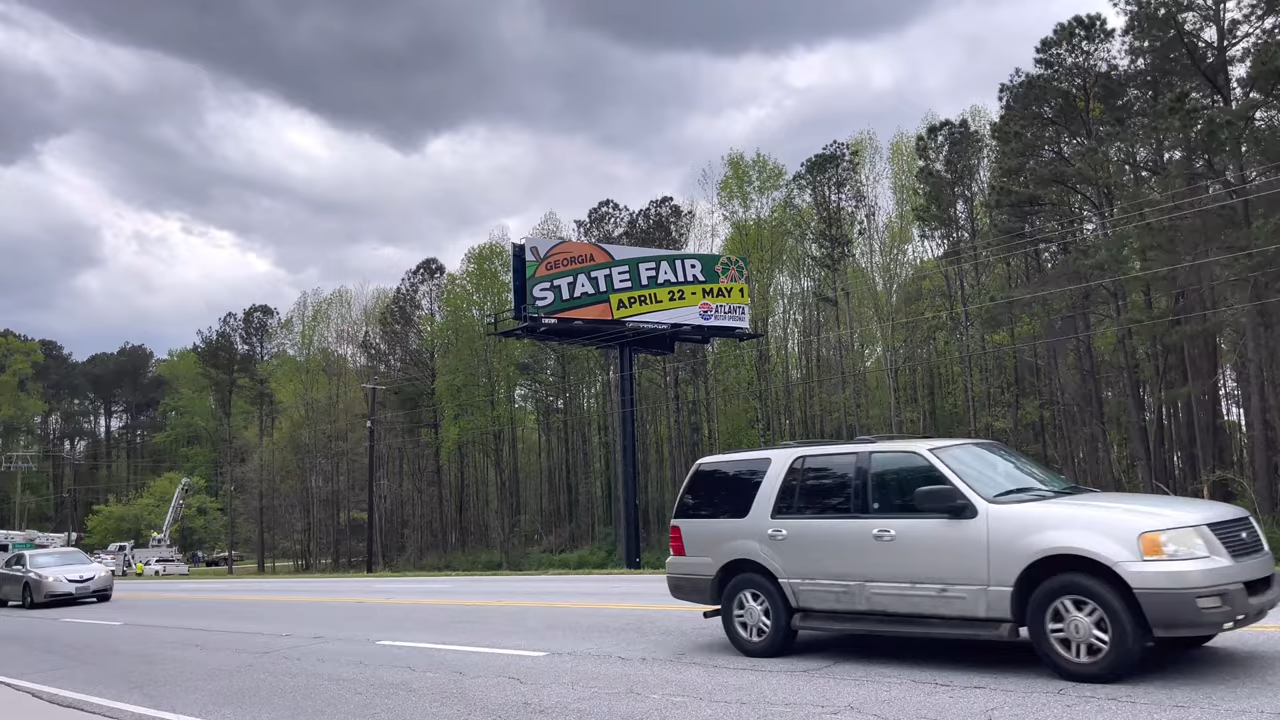 GEORGIA
STATE FAIR
APRIL 22 - MAY 1
ATLANTA
MOTOR SPEEDWAY